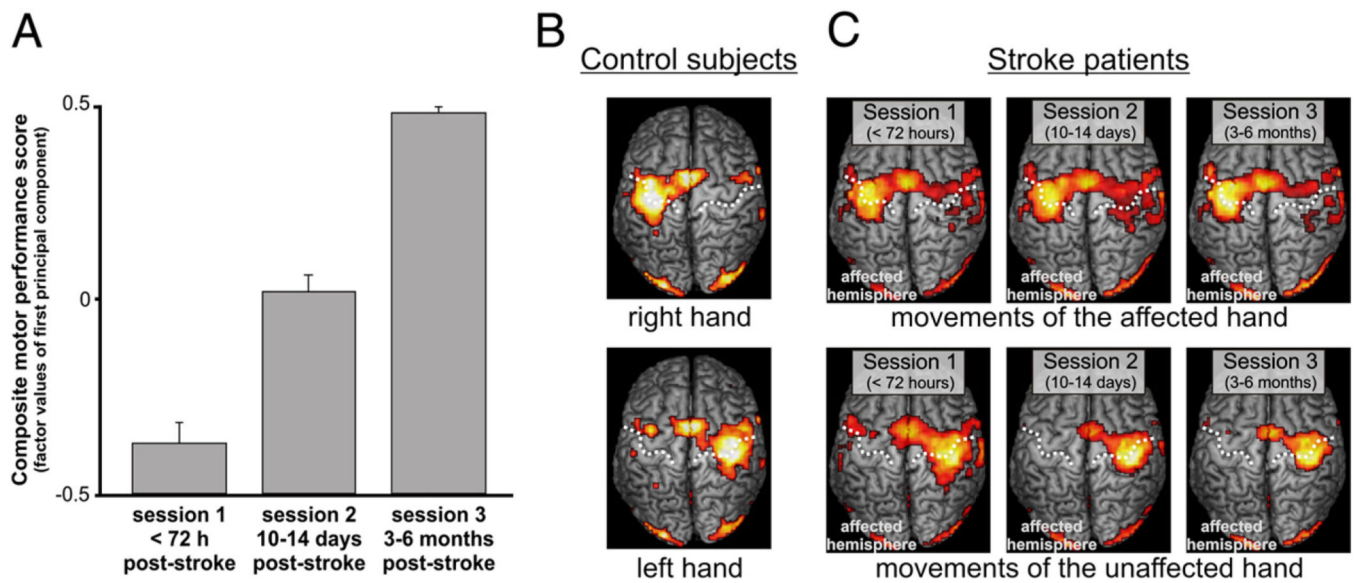 A
Composite motor performance score
(factor values of first principal component)
0.5
0
-0.5
session 1
< 72 h
post-stroke
session 2
10-14 days
post-stroke
session 3
3-6 months
post-stroke
B
Control subjects
right hand
left hand
C
Stroke patients
Session 1
(< 72 hours)
affected
hemisphere
Session 2
(10-14 days)
affected
hemisphere
Session 3
(3-6 months)
affected
hemisphere
movements of the affected hand
Session 1
(< 72 hours)
affected
hemisphere
Session 2
(10-14 days)
affected
hemisphere
Session 3
(3-6 months)
affected
hemisphere
movements of the unaffected hand